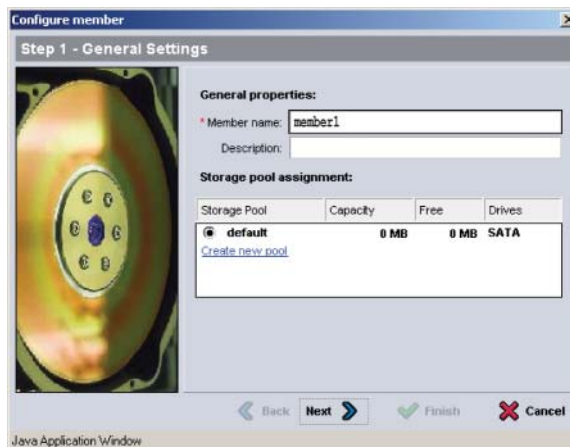 Configure member
Step 1 - General Settings
General properties:
* Member name: member1
Description:
Storage pool assignment:
Storage Pool Capacity Free Drives
default 0 MB 0 MB SATA
Create new pool
Back Next Finish Cancel
Java Application Window